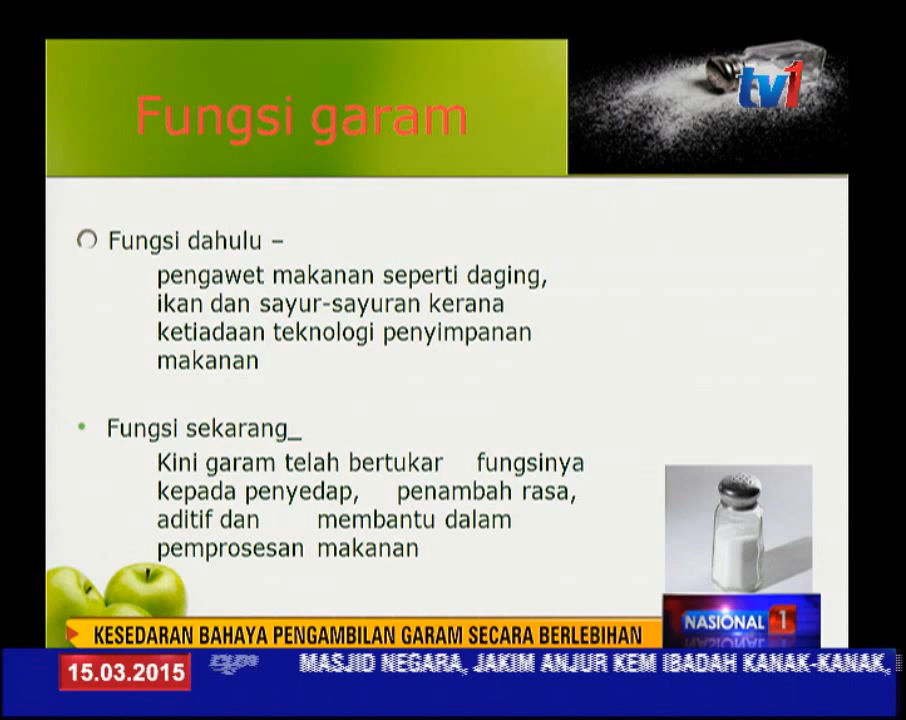 tv1
Fungsi garam
Fungsi dahulu –
pengawet makanan seperti daging,
ikan dan sayur-sayuran kerana
ketiadaan teknologi penyimpanan
makanan
• Fungsi sekarang_
Kini garam telah bertukar fungsinya
kepada penyedap, penambah rasa,
aditif dan membantu dalam
pemprosesan makanan
KESEDARAN BAHAYA PENGAMBILAN GARAM SECARA BERLEBIHAN
NASIONAL 1
15.03.2015
MASJID NEGARA, JAKIM ANJUR KEM IBADAH KANAK-KANAK,